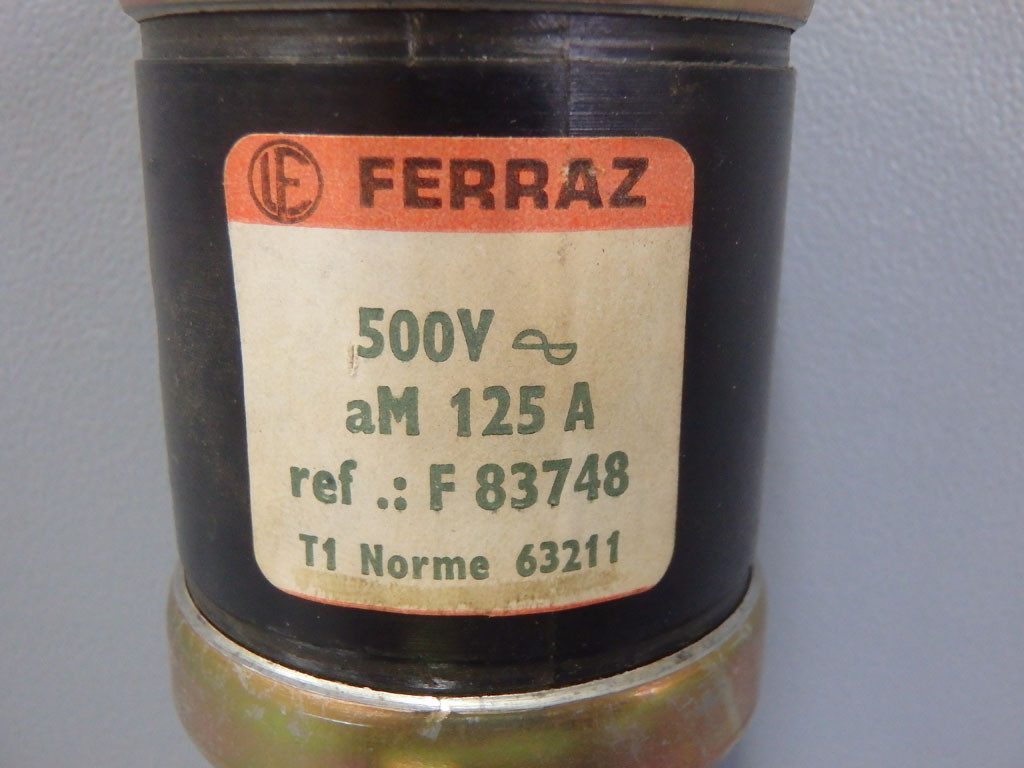 FERRAZ
500V ~
aM 125 A
ref .: F 83748
T1 Norme 63211